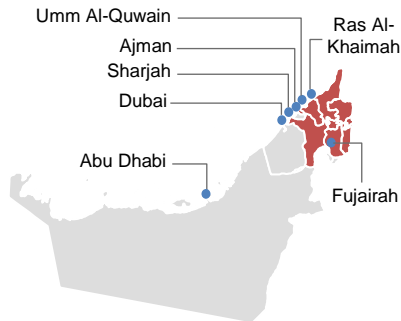 Umm Al-Quwain
Ajman
Sharjah
Dubai
Abu Dhabi
Ras Al-
Khaimah
Fujairah